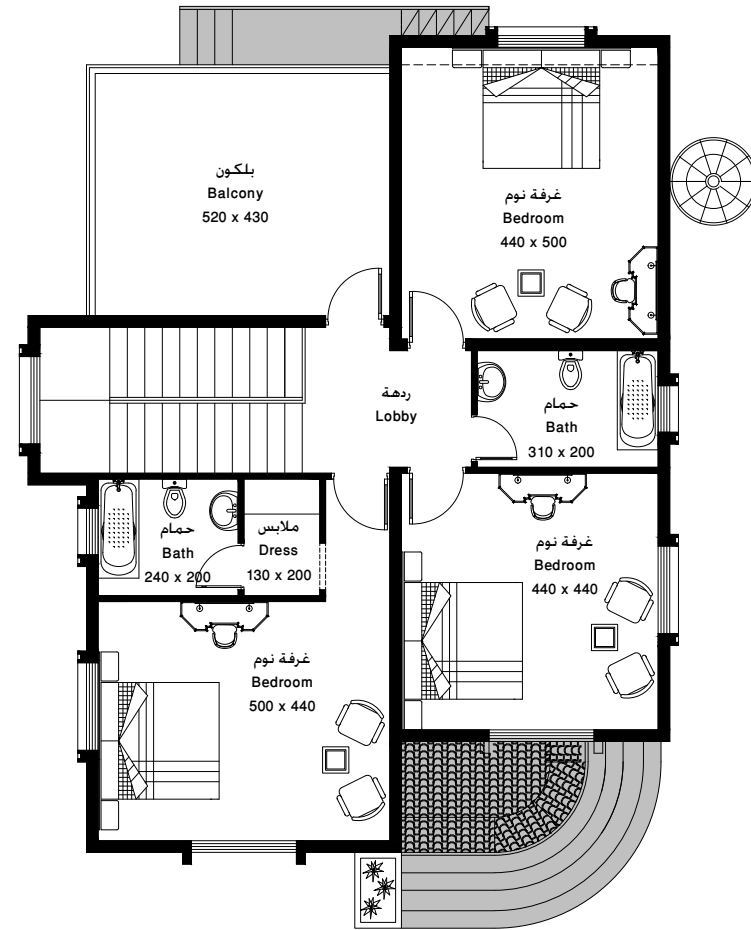 بلكون
Balcony
520 x 430
غرفة نوم
Bedroom
440 x 500
ردهة
Lobby
حمام
Bath
310 x 200
حمام
Bath
240 x 200
ملابس
Dress
130 x 200
غرفة نوم
Bedroom
440 x 440
غرفة نوم
Bedroom
500 x 440